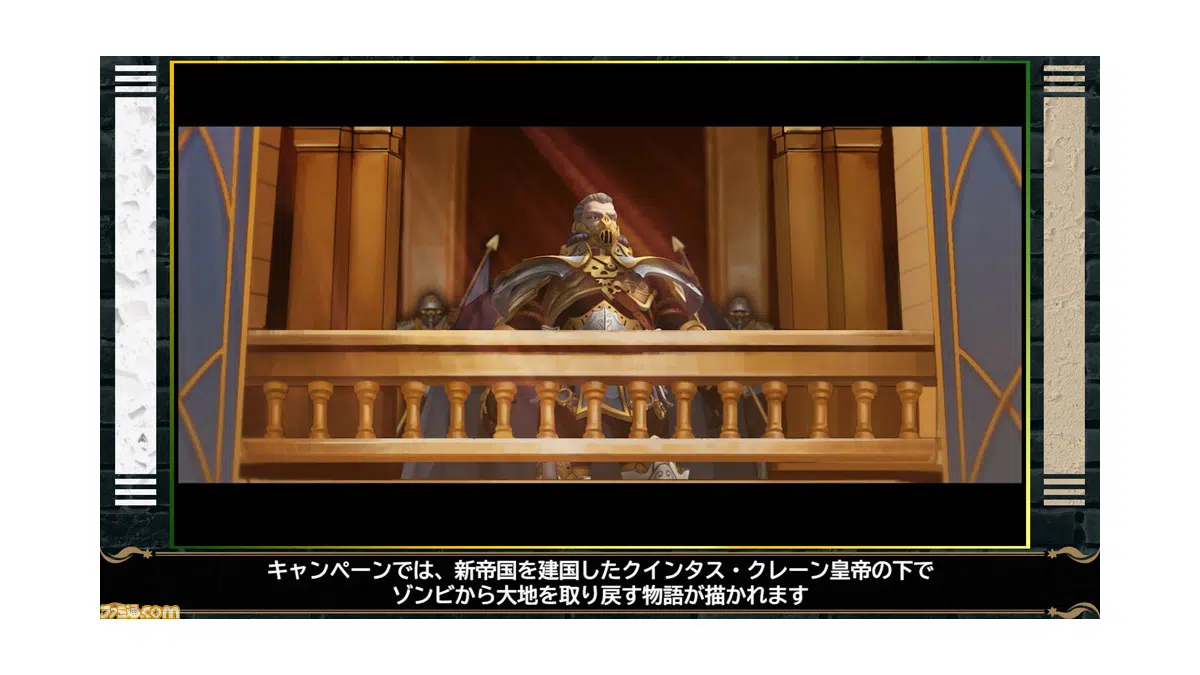 キャンペーンでは、新帝国を建国したクインタス・クレーン皇帝の下で
ゾンビから大地を取り戻す物語が描かれます
ファミ通.com